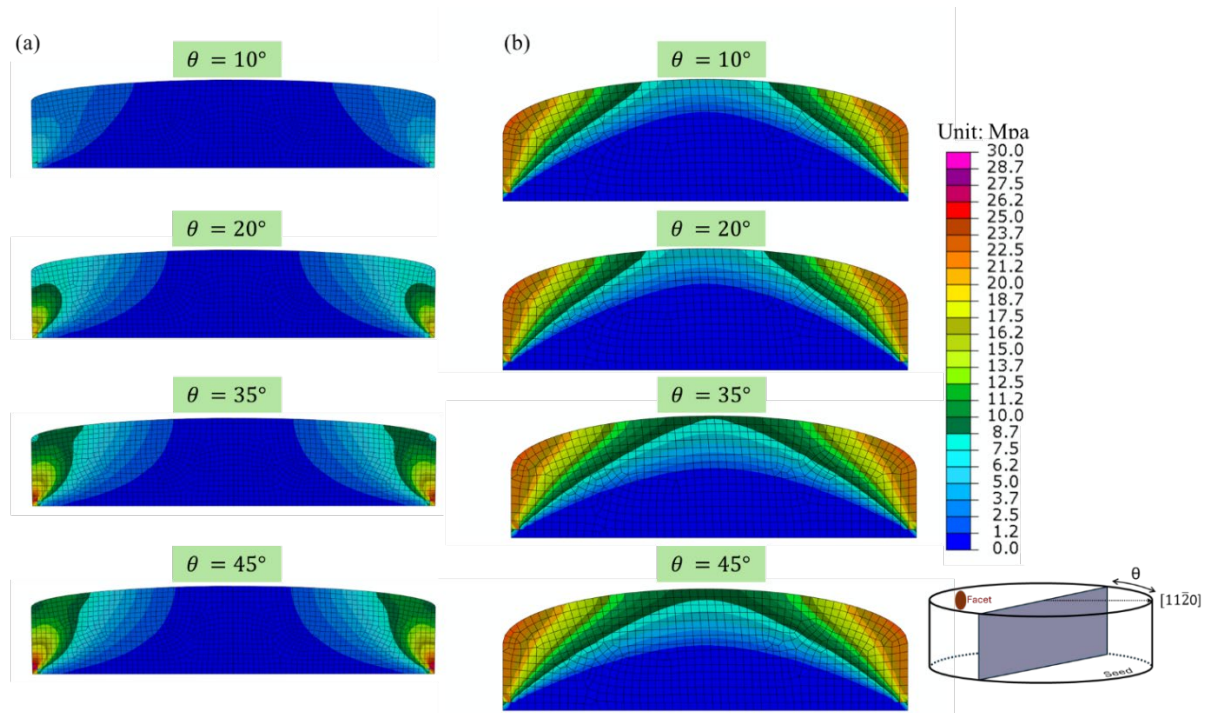 (a)
θ = 10°
θ = 20°
θ = 35°
θ = 45°
(b)
θ = 10°
θ = 20°
θ = 35°
θ = 45°
Unit: Mpa
30.0
28.7
27.5
26.2
25.0
23.7
22.5
21.2
20.0
18.7
17.5
16.2
15.0
13.7
12.5
11.2
10.0
8.7
7.5
6.2
5.0
3.7
2.5
1.2
0.0
θ
[112̄0]
Facet
Seed